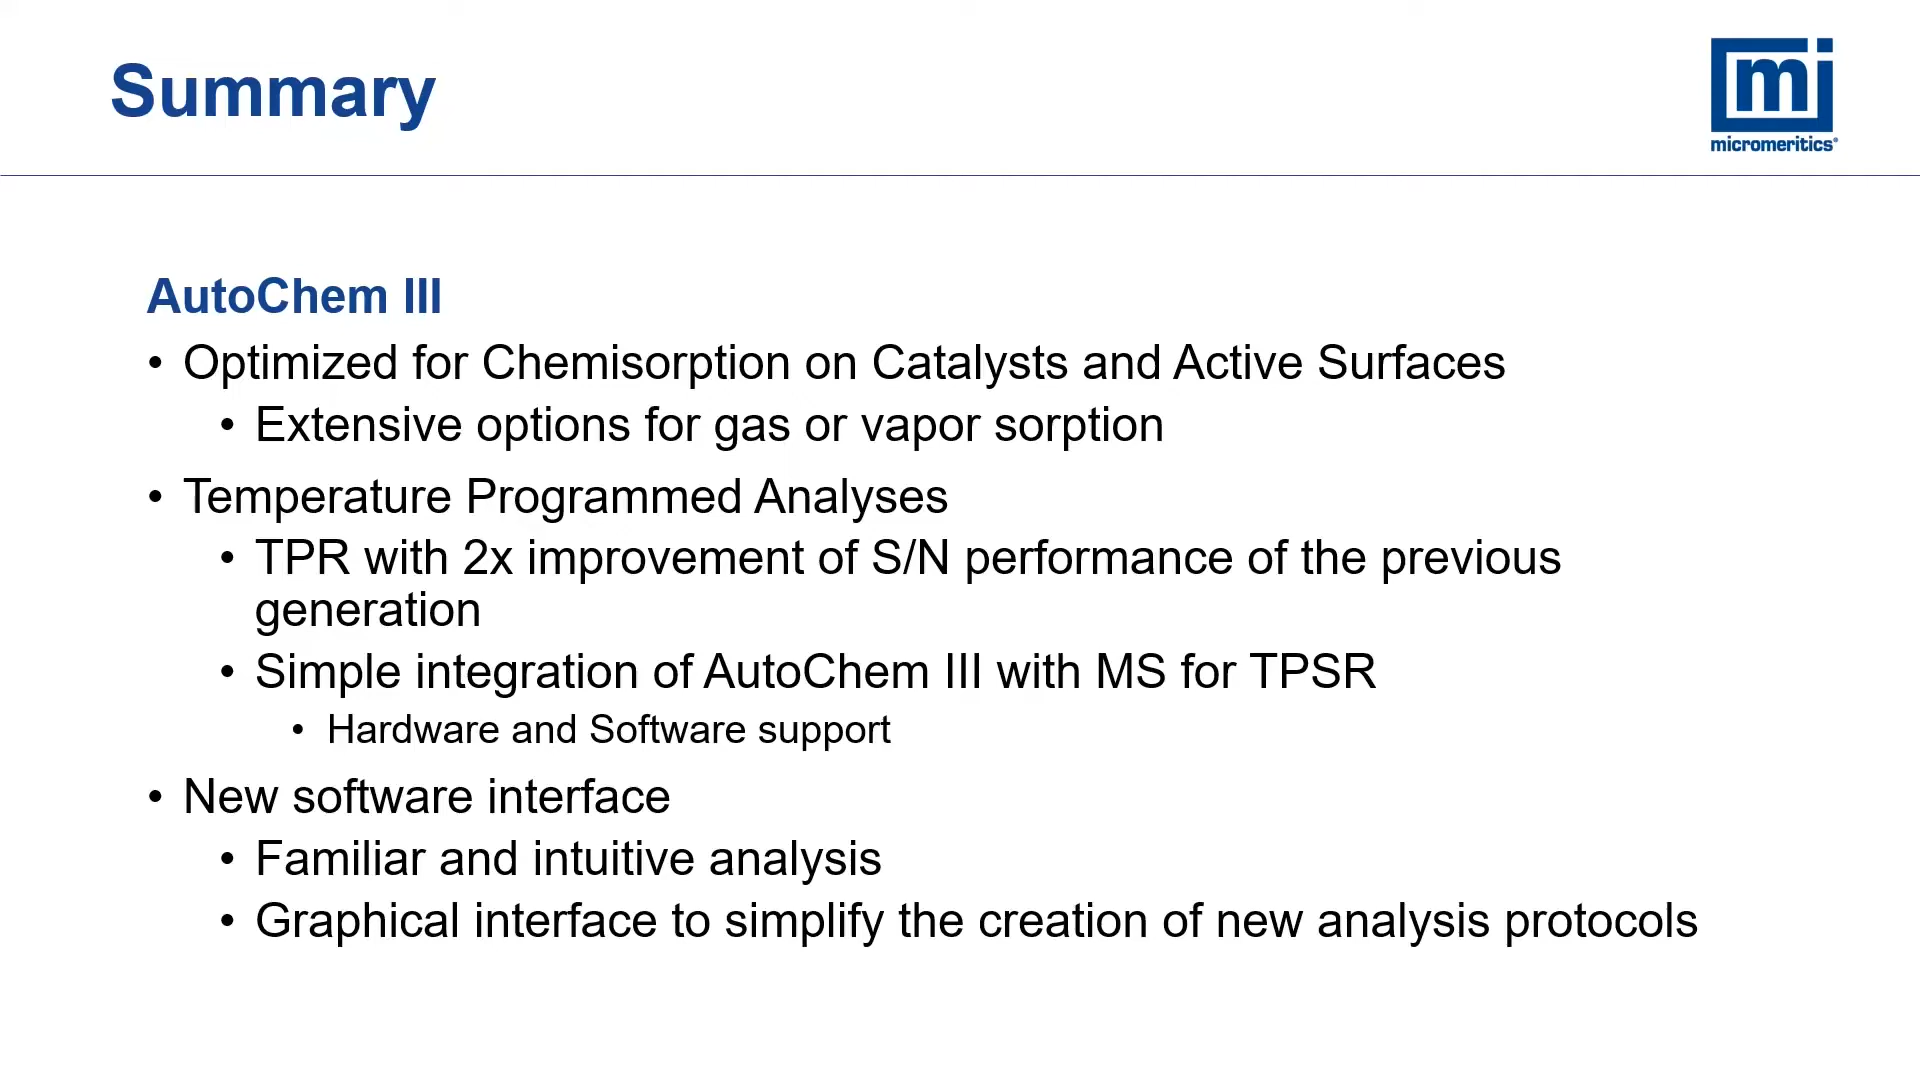 Summary
mi
micromeritics®
AutoChem III
• Optimized for Chemisorption on Catalysts and Active Surfaces
• Extensive options for gas or vapor sorption
• Temperature Programmed Analyses
• TPR with 2x improvement of S/N performance of the previous
generation
• Simple integration of AutoChem III with MS for TPSR
• Hardware and Software support
• New software interface
• Familiar and intuitive analysis
• Graphical interface to simplify the creation of new analysis protocols